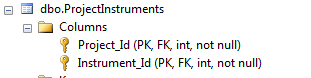 dbo.ProjectInstruments
Columns
Project_Id (PK, FK, int, not null)
Instrument_Id (PK, FK, int, not null)